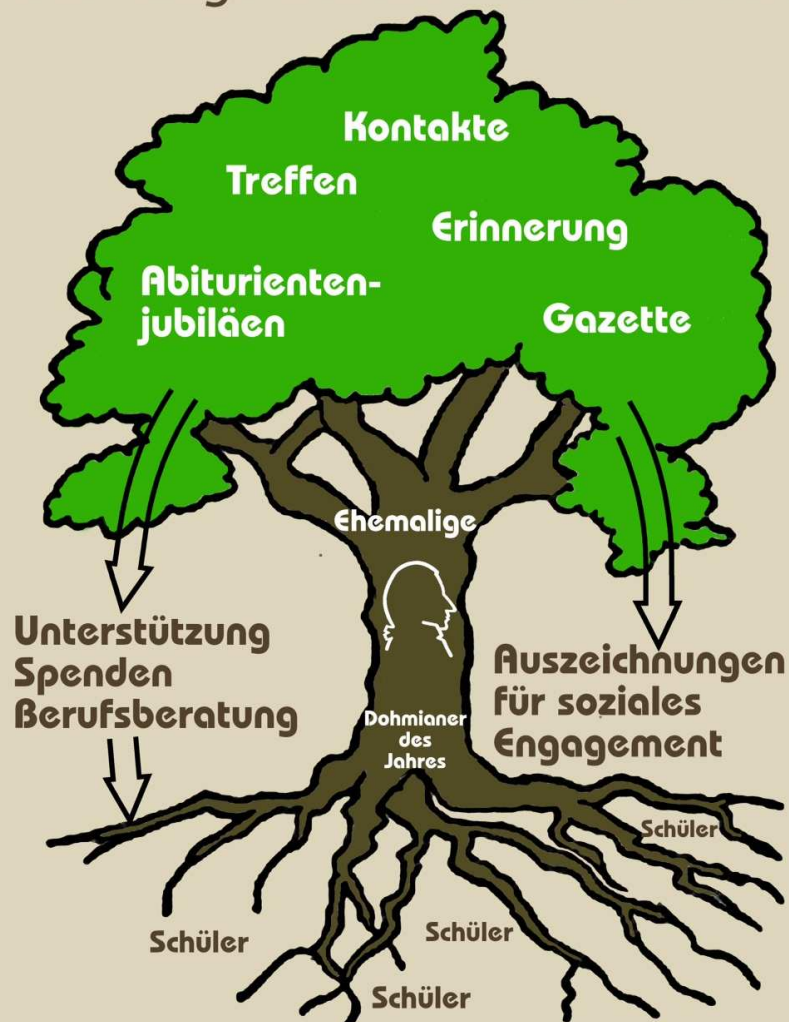 Kontakte
Treffen
Erinnerung
Abiturienten-
jubiläen
Gazette
Ehemalige
Unterstützung
Spenden
Berufsberatung
Auszeichnungen
für soziales
Engagement
Dohmianer
des
Jahres
Schüler
Schüler
Schüler
Schüler